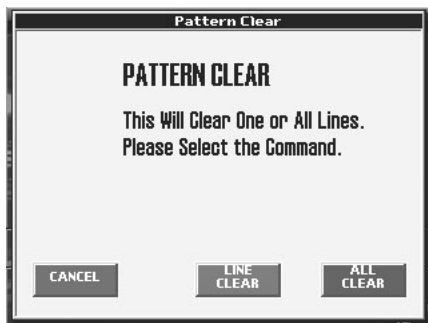 Pattern Clear
PATTERN CLEAR
This Will Clear One or All Lines.
Please Select the Command.
CANCEL
LINE
CLEAR
ALL
CLEAR